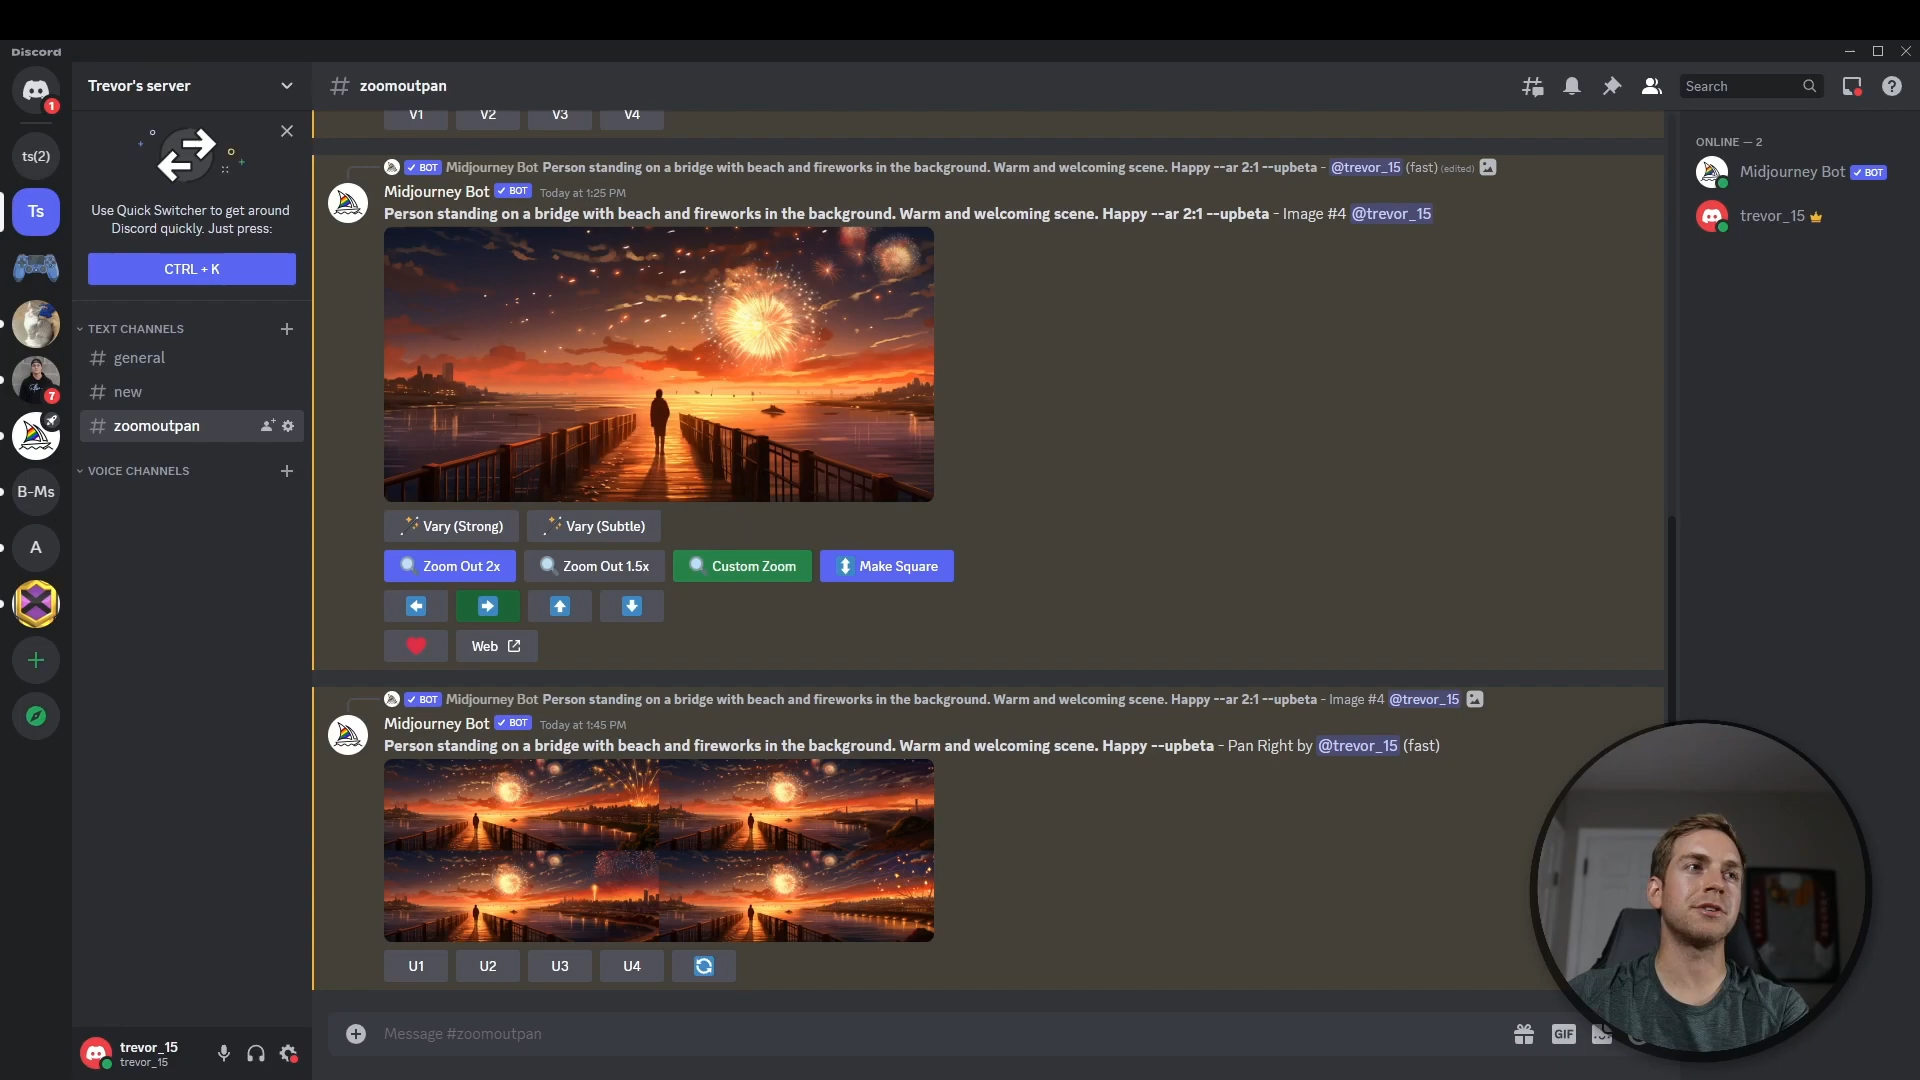 Discord
1
ts(2)
Ts
7
B-Ms
A
Trevor's server
Use Quick Switcher to get around
Discord quickly. Just press:
CTRL + K
TEXT CHANNELS
general
new
zoomoutpan
VOICE CHANNELS
trevor_15
trevor_15
# zoomoutpan
Search
V1 V2 V3 V4
BOT Midjourney Bot Person standing on a bridge with beach and fireworks in the background. Warm and welcoming scene. Happy --ar 2:1 --upbeta - @trevor_15 (fast) (edited)
Midjourney Bot BOT Today at 1:25 PM
Person standing on a bridge with beach and fireworks in the background. Warm and welcoming scene. Happy --ar 2:1 --upbeta - Image #4 @trevor_15
Vary (Strong) Vary (Subtle)
Zoom Out 2x Zoom Out 1.5x Custom Zoom Make Square
Web
BOT Midjourney Bot Person standing on a bridge with beach and fireworks in the background. Warm and welcoming scene. Happy --ar 2:1 --upbeta - Image #4 @trevor_15
Midjourney Bot BOT Today at 1:45 PM
Person standing on a bridge with beach and fireworks in the background. Warm and welcoming scene. Happy --upbeta - Pan Right by @trevor_15 (fast)
U1 U2 U3 U4
Message #zoomoutpan
GIF
ONLINE — 2
Midjourney Bot BOT
trevor_15